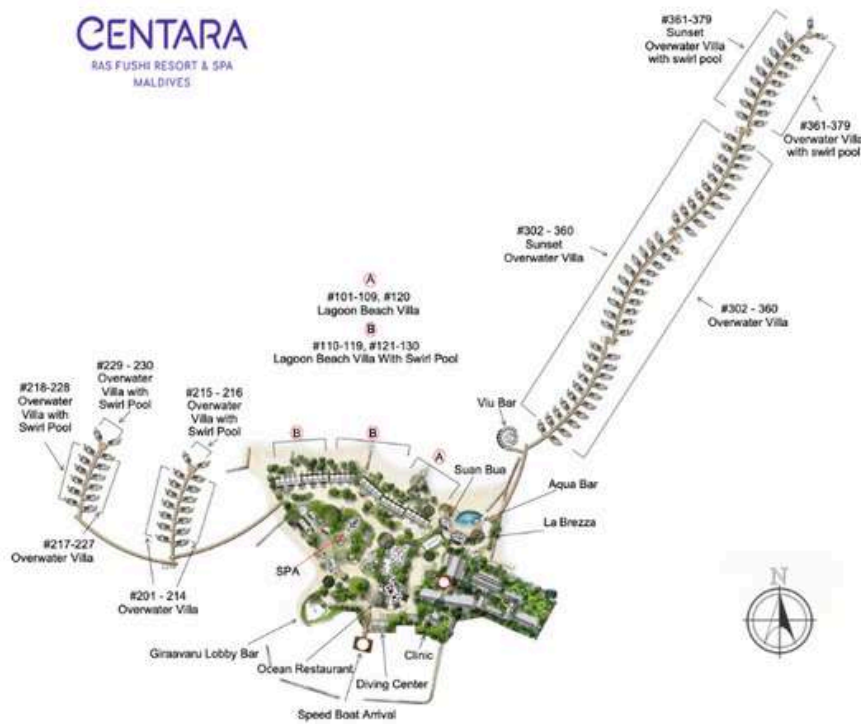 CENTARA
RAS FUSHI RESORT & SPA
MALDIVES
#361-379
Sunset
Overwater Villa
with swirl pool
#361-379
Overwater Villa
with swirl pool
#302 - 360
Sunset
Overwater Villa
#302 - 360
Overwater Villa
A
#101-109, #120
Lagoon Beach Villa
B
#110-119, #121-130
Lagoon Beach Villa With Swirl Pool
#229 - 230
Overwater
Villa with
Swirl Pool
#218-228
Overwater
Villa with
Swirl Pool
#215 - 216
Overwater
Villa with
Swirl Pool
Viu Bar
B
B
A
Suan Bua
Aqua Bar
La Brezza
#217-227
Overwater Villa
#201 - 214
Overwater Villa
SPA
N
Giraavaru Lobby Bar
Ocean Restaurant
Clinic
Diving Center
Speed Boat Arrival